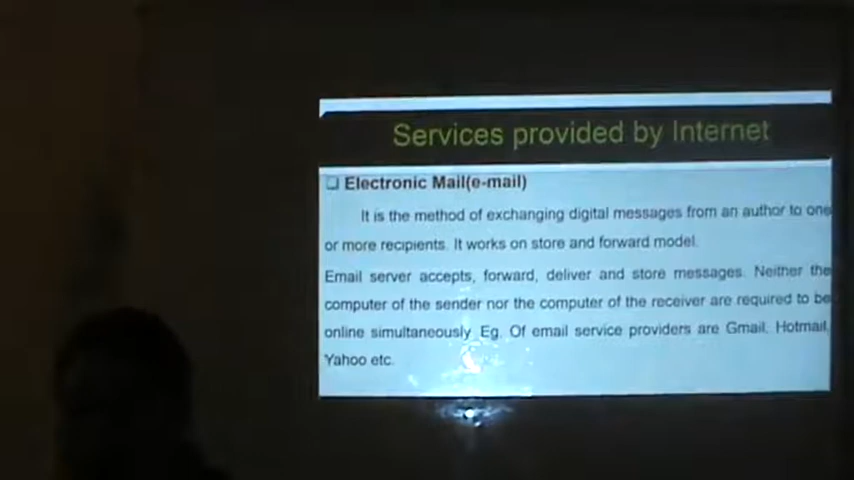 Services provided by Internet
❑ Electronic Mail(e-mail)
It is the method of exchanging digital messages from an author to one
or more recipients. It works on store and forward model.
Email server accepts, forward, deliver and store messages. Neither the
computer of the sender nor the computer of the receiver are required to be
online simultaneously. Eg. Of email service providers are Gmail, Hotmail,
Yahoo etc.